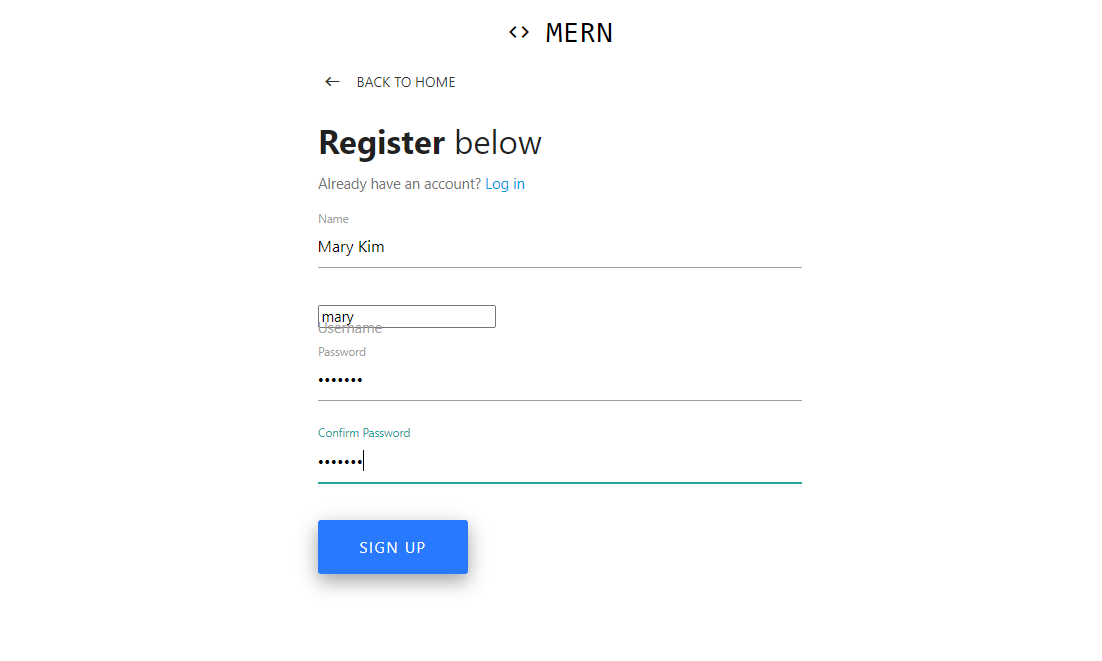 <> MERN
← BACK TO HOME
Register below
Already have an account? Log in
Name
Mary Kim
mary
Username
Password
•••••••
Confirm Password
•••••••
SIGN UP